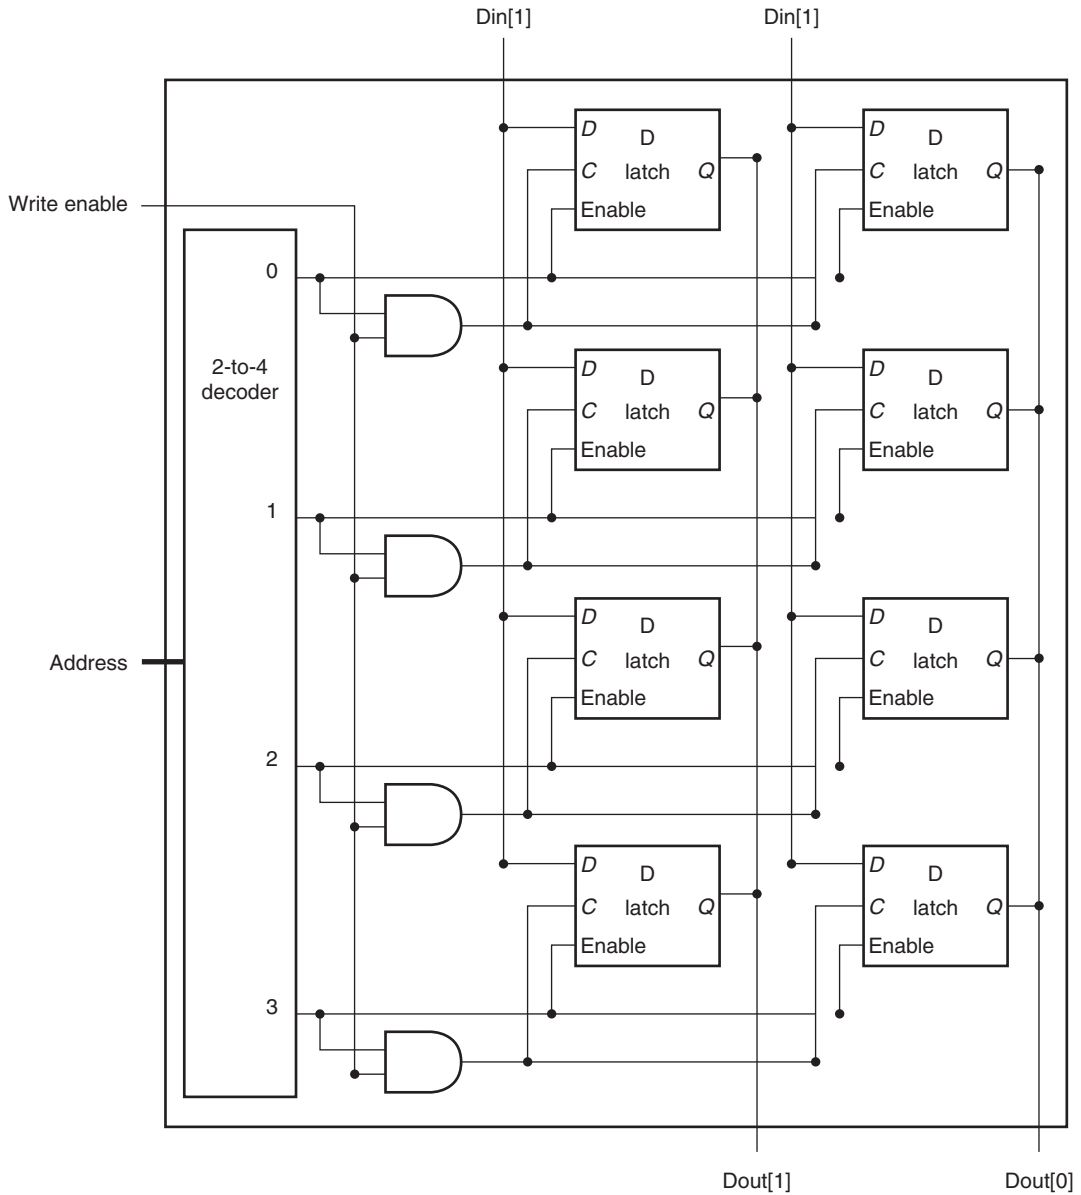 Din[1] Din[1]
D D D D
C latch Q C latch Q
Enable Enable
Write enable
0
D D D D
C latch Q C latch Q
Enable Enable
2-to-4
decoder
1
D D D D
C latch Q C latch Q
Enable Enable
Address
2
D D D D
C latch Q C latch Q
Enable Enable
3
Dout[1] Dout[0]